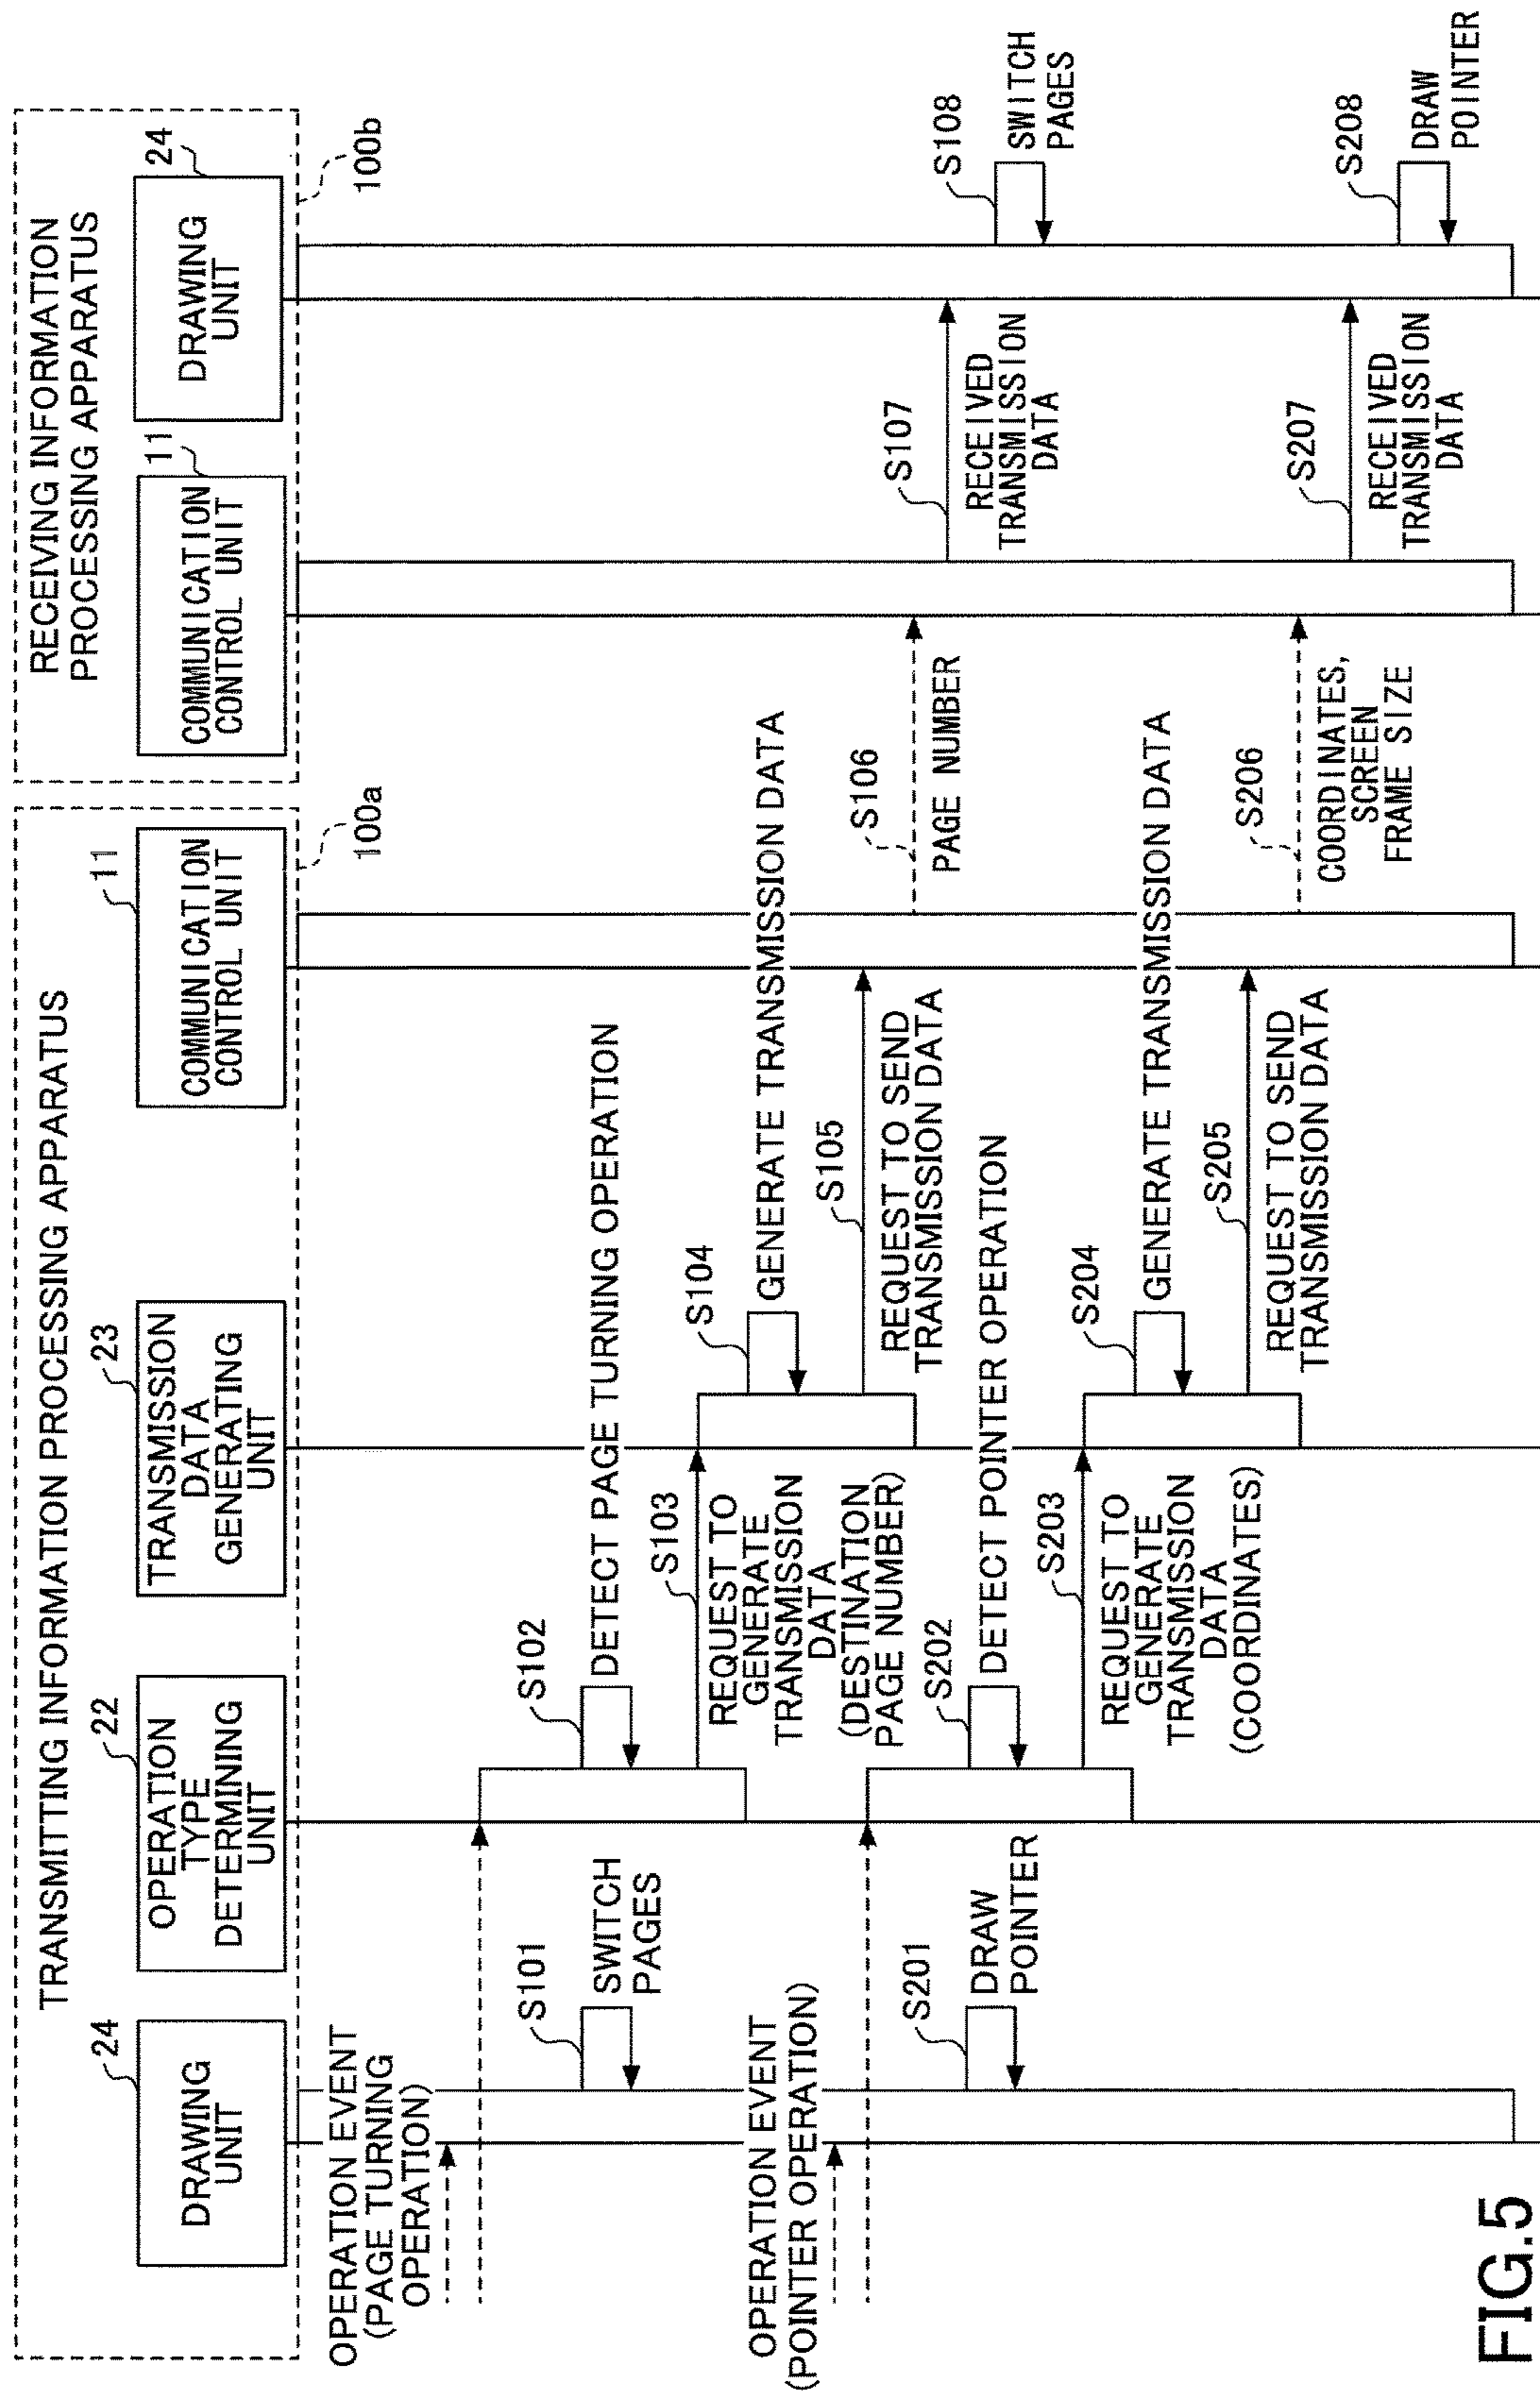 TRANSMITTING INFORMATION PROCESSING APPARATUS
RECEIVING INFORMATION
PROCESSING APPARATUS
24
DRAWING
UNIT
22
OPERATION
TYPE
DETERMINING
UNIT
23
TRANSMISSION
DATA
GENERATING
UNIT
11
COMMUNICATION
CONTROL UNIT
100a
11
COMMUNICATION
CONTROL UNIT
24
DRAWING
UNIT
100b
OPERATION EVENT
(PAGE TURNING
OPERATION)
S101
SWITCH
PAGES
S102
DETECT PAGE TURNING OPERATION
S103
REQUEST TO
GENERATE
TRANSMISSION
DATA
(DESTINATION
PAGE NUMBER)
S104
GENERATE TRANSMISSION DATA
S105
REQUEST TO SEND
TRANSMISSION DATA
S106
PAGE NUMBER
S107
RECEIVED
TRANSMISSION
DATA
S108
SWITCH
PAGES
OPERATION EVENT
(POINTER OPERATION)
S201
DRAW
POINTER
S202
DETECT POINTER OPERATION
S203
REQUEST TO
GENERATE
TRANSMISSION
DATA
(COORDINATES)
S204
GENERATE TRANSMISSION DATA
S205
REQUEST TO SEND
TRANSMISSION DATA
S206
COORDINATES,
SCREEN
FRAME SIZE
S207
RECEIVED
TRANSMISSION
DATA
S208
DRAW
POINTER
FIG.5